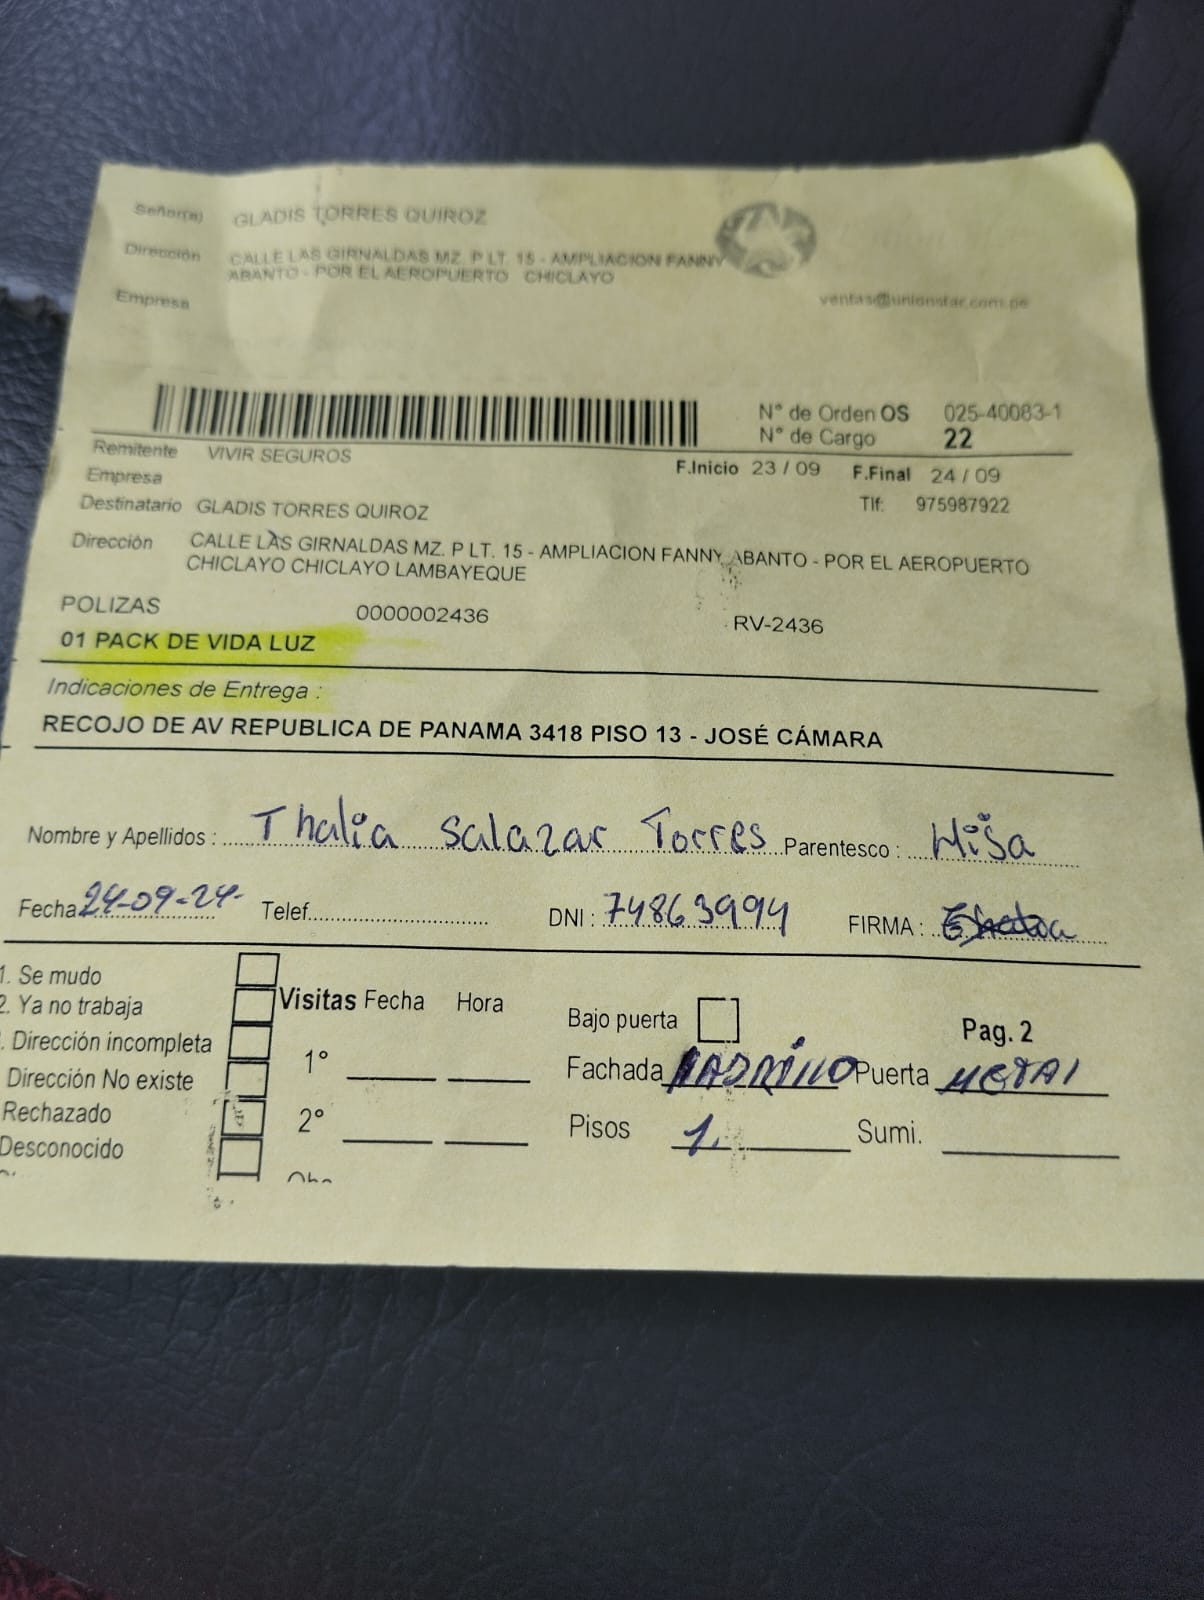 Señor(a) GLADIS TORRES QUIROZ
Dirección CALLE LAS GIRNALDAS MZ. P LT. 15 - AMPLIACION FANNY
ABANTO - POR EL AEROPUERTO CHICLAYO
Empresa
ventas@unionstar.com.pe
N° de Orden OS 025-40083-1
N° de Cargo 22
Remitente VIVIR SEGUROS
F.Inicio 23 / 09 F.Final 24 / 09
Empresa
Destinatario GLADIS TORRES QUIROZ
Tlf: 975987922
Dirección CALLE LAS GIRNALDAS MZ. P LT. 15 - AMPLIACION FANNY ABANTO - POR EL AEROPUERTO
CHICLAYO CHICLAYO LAMBAYEQUE
POLIZAS 0000002436 RV-2436
01 PACK DE VIDA LUZ
Indicaciones de Entrega :
RECOJO DE AV REPUBLICA DE PANAMA 3418 PISO 13 - JOSÉ CÁMARA
Nombre y Apellidos : Thalia Salazar Torres Parentesco : Hija
Fecha 24-09-24- Telef. DNI : 74863994 FIRMA :
1. Se mudo
2. Ya no trabaja
. Dirección incompleta
Dirección No existe
Rechazado
Desconocido
Visitas Fecha Hora
1°
2°
Bajo puerta Pag. 2
Fachada LADRILLO Puerta METAL
Pisos 1. Sumi.